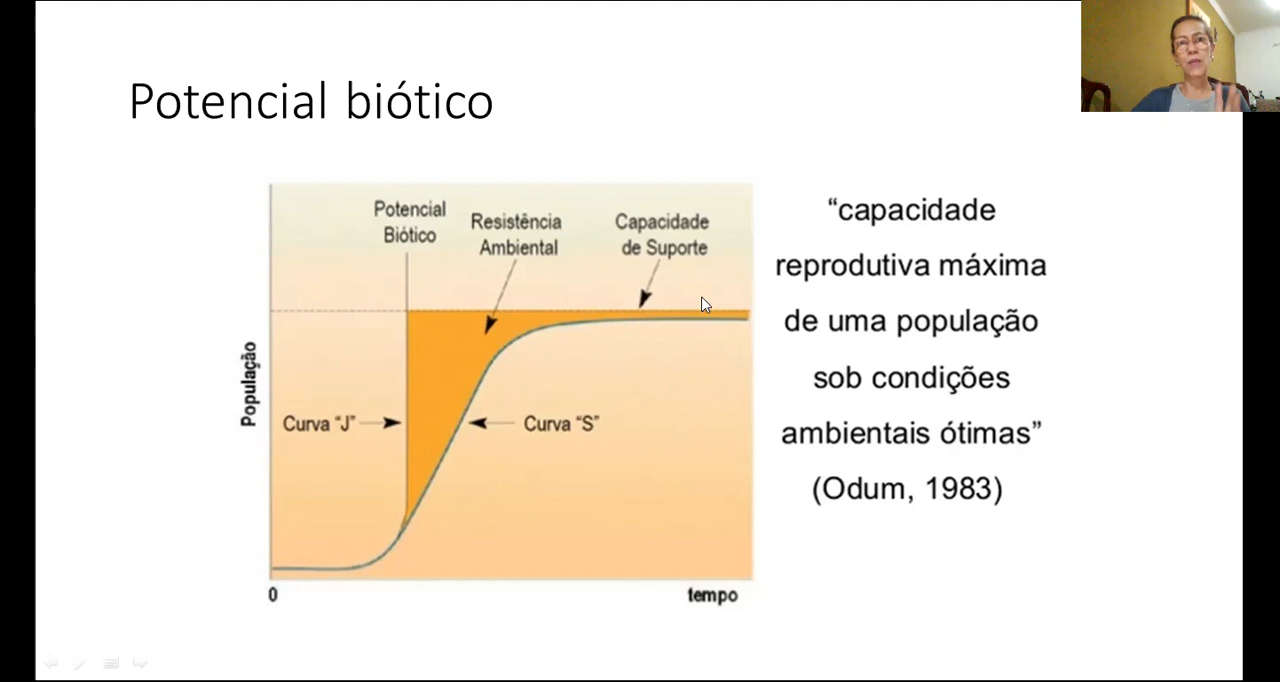 Potencial biótico
Potencial
Biótico
Resistência
Ambiental
Capacidade
de Suporte
População
Curva “J”
Curva “S”
0
tempo
“capacidade
reprodutiva máxima
de uma população
sob condições
ambientais ótimas”
(Odum, 1983)